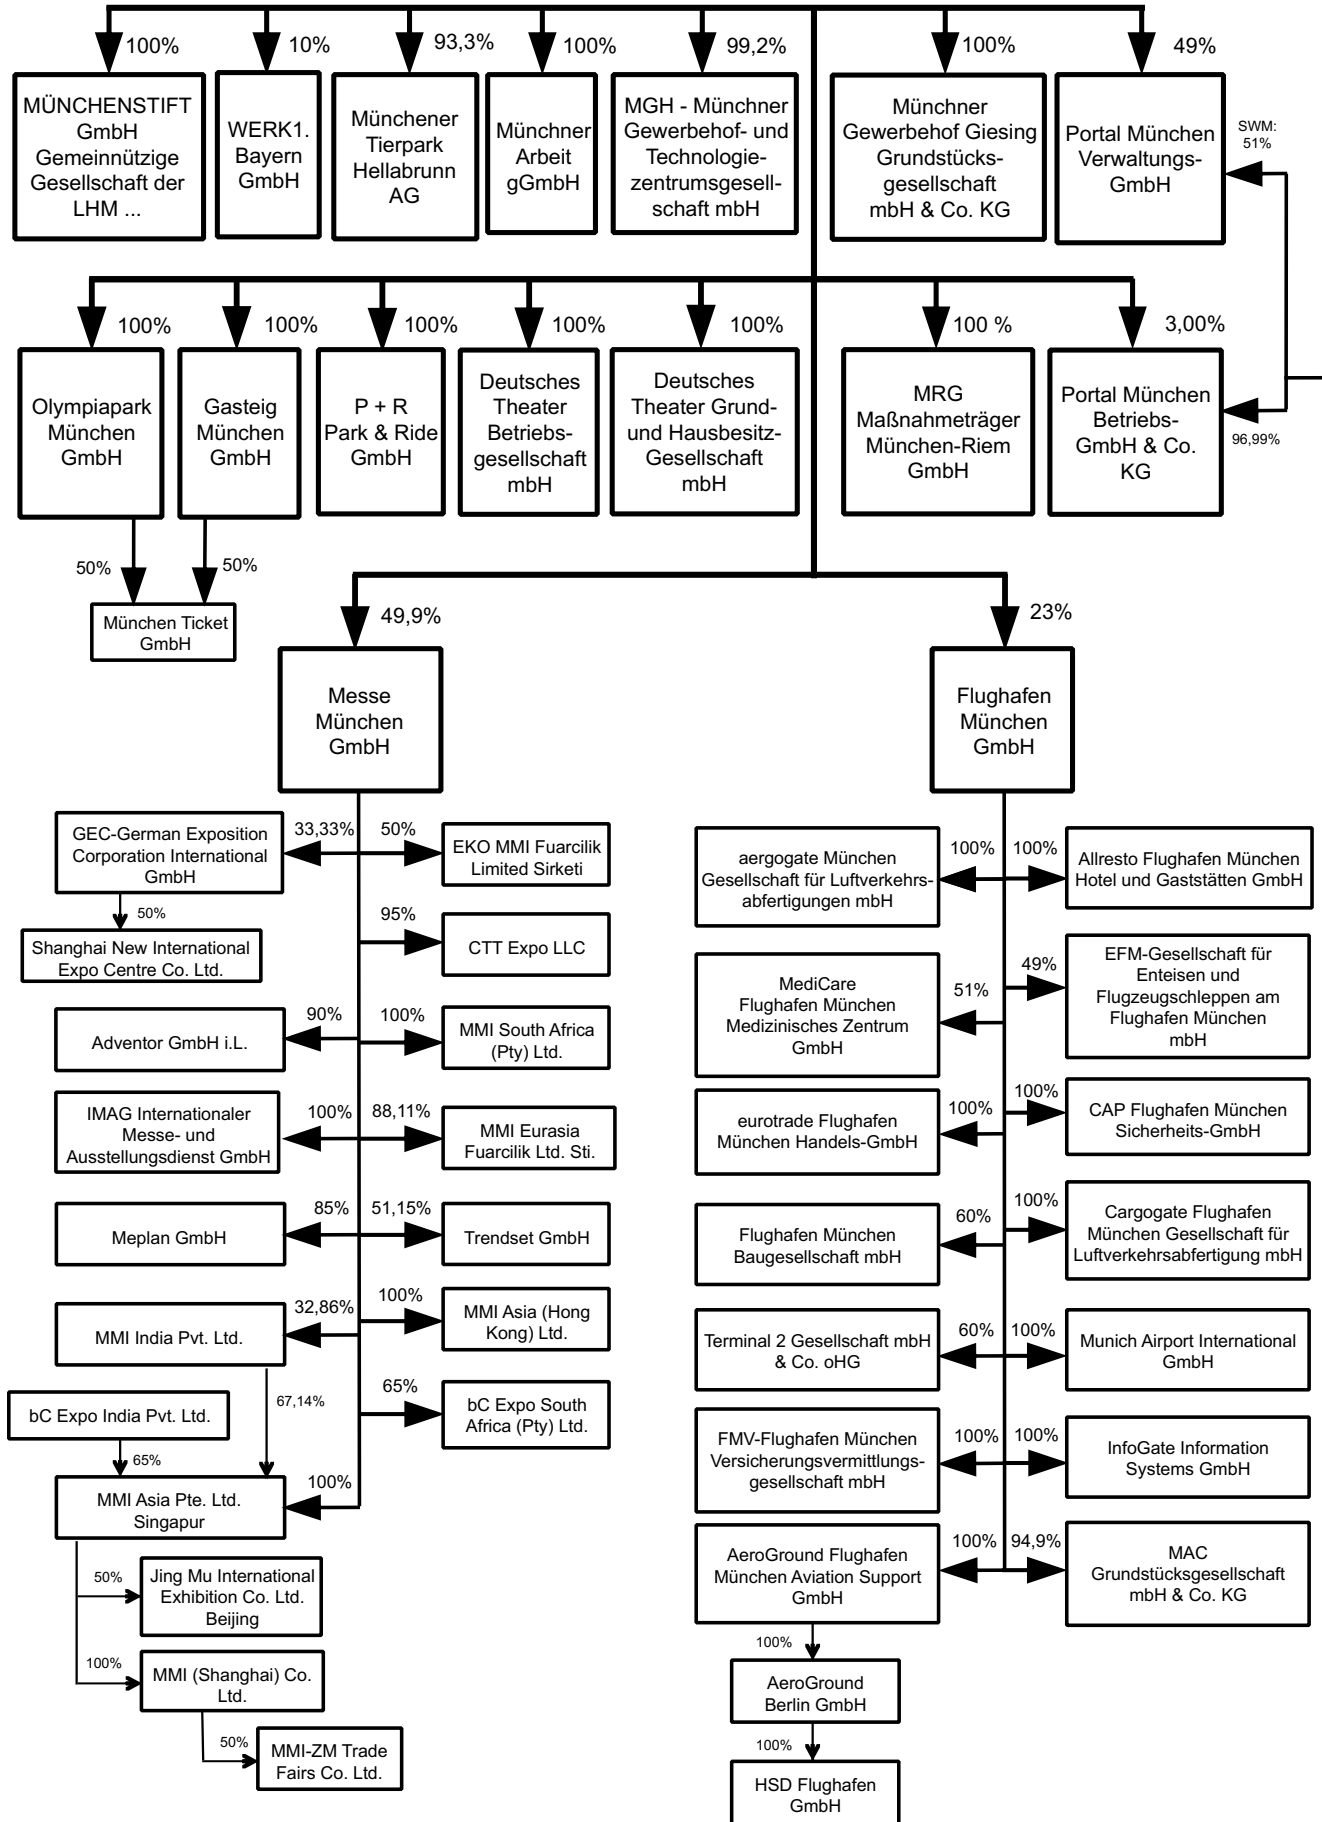 100%
10%
93,3%
100%
99,2%
100%
49%
MÜNCHENSTIFT
GmbH
Gemeinnützige
Gesellschaft der
LHM ...
WERK1.
Bayern
GmbH
Münchener
Tierpark
Hellabrunn
AG
Münchner
Arbeit
gGmbH
MGH - Münchner
Gewerbehof- und
Technologie-
zentrumsgesell-
schaft mbH
Münchner
Gewerbehof Giesing
Grundstücks-
gesellschaft
mbH & Co. KG
Portal München
Verwaltungs-
GmbH
SWM:
51%
100%
100%
100%
100%
100%
100 %
3,00%
Olympiapark
München
GmbH
Gasteig
München
GmbH
P + R
Park & Ride
GmbH
Deutsches
Theater
Betriebs-
gesellschaft
mbH
Deutsches
Theater Grund-
und Hausbesitz-
Gesellschaft
mbH
MRG
Maßnahmeträger
München-Riem
GmbH
Portal München
Betriebs-
GmbH & Co.
KG
96,99%
50%
50%
München Ticket
GmbH
49,9%
23%
Messe
München
GmbH
Flughafen
München
GmbH
GEC-German Exposition
Corporation International
GmbH
33,33%
50%
EKO MMI Fuarcilik
Limited Sirketi
50%
Shanghai New International
Expo Centre Co. Ltd.
95%
CTT Expo LLC
Adventor GmbH i.L.
90%
100%
MMI South Africa
(Pty) Ltd.
IMAG Internationaler
Messe- und
Ausstellungsdienst GmbH
100%
88,11%
MMI Eurasia
Fuarcilik Ltd. Sti.
Meplan GmbH
85%
51,15%
Trendset GmbH
MMI India Pvt. Ltd.
32,86%
100%
MMI Asia (Hong
Kong) Ltd.
bC Expo India Pvt. Ltd.
67,14%
65%
bC Expo South
Africa (Pty) Ltd.
65%
MMI Asia Pte. Ltd.
Singapur
100%
50%
Jing Mu International
Exhibition Co. Ltd.
Beijing
100%
MMI (Shanghai) Co.
Ltd.
50%
MMI-ZM Trade
Fairs Co. Ltd.
aergogate München
Gesellschaft für Luftverkehrs-
abfertigungen mbH
100%
100%
Allresto Flughafen München
Hotel und Gaststätten GmbH
MediCare
Flughafen München
Medizinisches Zentrum
GmbH
51%
49%
EFM-Gesellschaft für
Enteisen und
Flugzeugschleppen am
Flughafen München
mbH
eurotrade Flughafen
München Handels-GmbH
100%
100%
CAP Flughafen München
Sicherheits-GmbH
Flughafen München
Baugesellschaft mbH
60%
100%
Cargogate Flughafen
München Gesellschaft für
Luftverkehrsabfertigung mbH
Terminal 2 Gesellschaft mbH
& Co. oHG
60%
100%
Munich Airport International
GmbH
FMV-Flughafen München
Versicherungsvermittlungs-
gesellschaft mbH
100%
100%
InfoGate Information
Systems GmbH
AeroGround Flughafen
München Aviation Support
GmbH
100%
94,9%
MAC
Grundstücksgesellschaft
mbH & Co. KG
100%
AeroGround
Berlin GmbH
100%
HSD Flughafen
GmbH